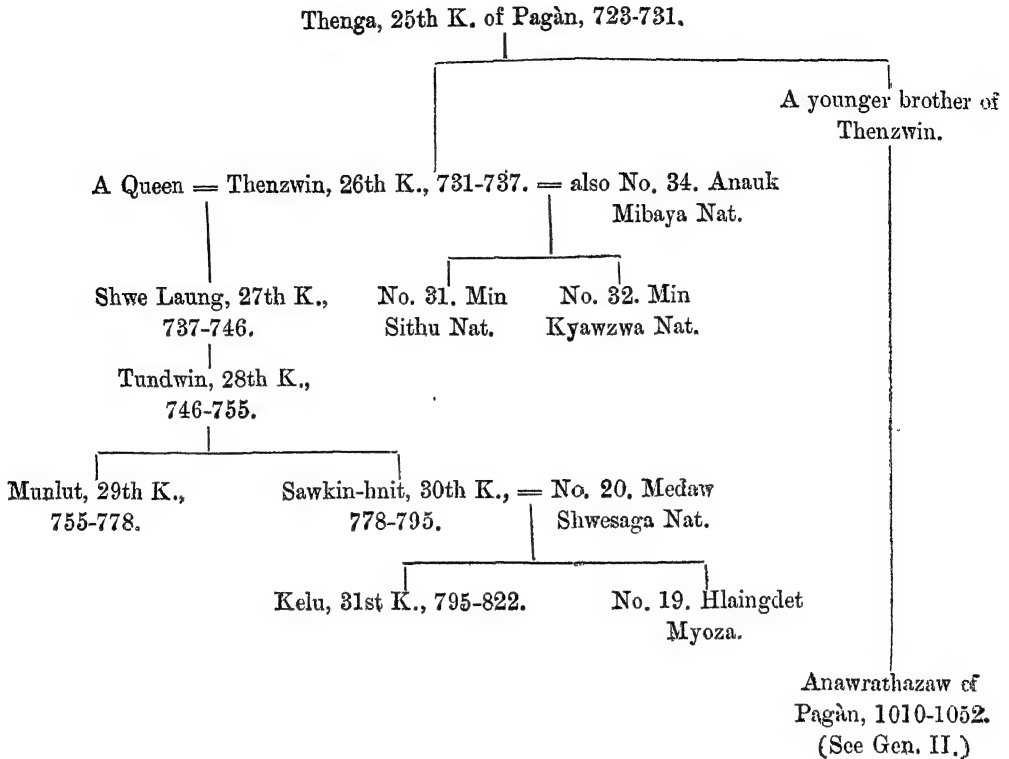 Thenga, 25th K. of Pagàn, 723-731.
A younger brother of
Thenzwin.
A Queen = Thenzwin, 26th K., 731-737. = also No. 34. Anauk
Mibaya Nat.
Shwe Laung, 27th K.,
737-746.
No. 31. Min
Sithu Nat.
No. 32. Min
Kyawzwa Nat.
Tundwin, 28th K.,
746-755.
Munlut, 29th K.,
755-778.
Sawkin-hnit, 30th K., = No. 20. Medaw
778-795.
Shwesaga Nat.
Kelu, 31st K., 795-822.
No. 19. Hlaingdet
Myoza.
Anawrathazaw of
Pagàn, 1010-1052.
(See Gen. II.)